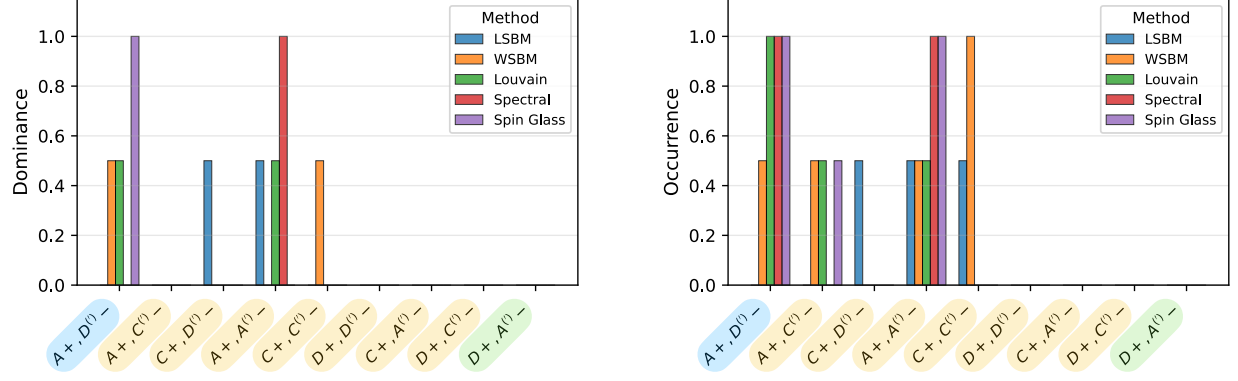 Dominance
1.0
0.8
0.6
0.4
0.2
0.0
Method
LSBM
WSBM
Louvain
Spectral
Spin Glass
A+, D⁽ʹ⁾−
A+, C⁽ʹ⁾−
C+, D⁽ʹ⁾−
A+, A⁽ʹ⁾−
C+, C⁽ʹ⁾−
D+, D⁽ʹ⁾−
C+, A⁽ʹ⁾−
D+, C⁽ʹ⁾−
D+, A⁽ʹ⁾−
Occurrence
1.0
0.8
0.6
0.4
0.2
0.0
Method
LSBM
WSBM
Louvain
Spectral
Spin Glass
A+, D⁽ʹ⁾−
A+, C⁽ʹ⁾−
C+, D⁽ʹ⁾−
A+, A⁽ʹ⁾−
C+, C⁽ʹ⁾−
D+, D⁽ʹ⁾−
C+, A⁽ʹ⁾−
D+, C⁽ʹ⁾−
D+, A⁽ʹ⁾−